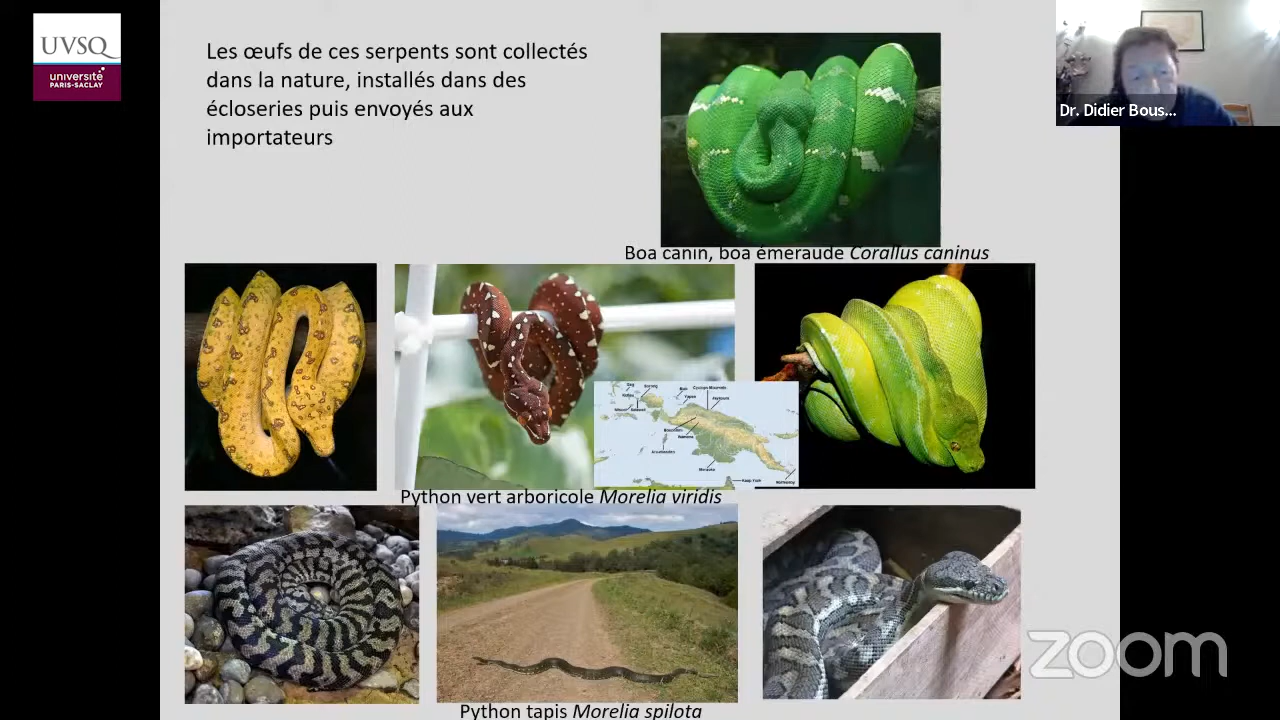 UVSQ
université
PARIS-SACLAY
Les œufs de ces serpents sont collectés
dans la nature, installés dans des
écloseries puis envoyés aux
importateurs
Dr. Didier Bous...
Boa canin, boa émeraude Corallus caninus
Python vert arboricole Morelia viridis
Python tapis Morelia spilota
zoom